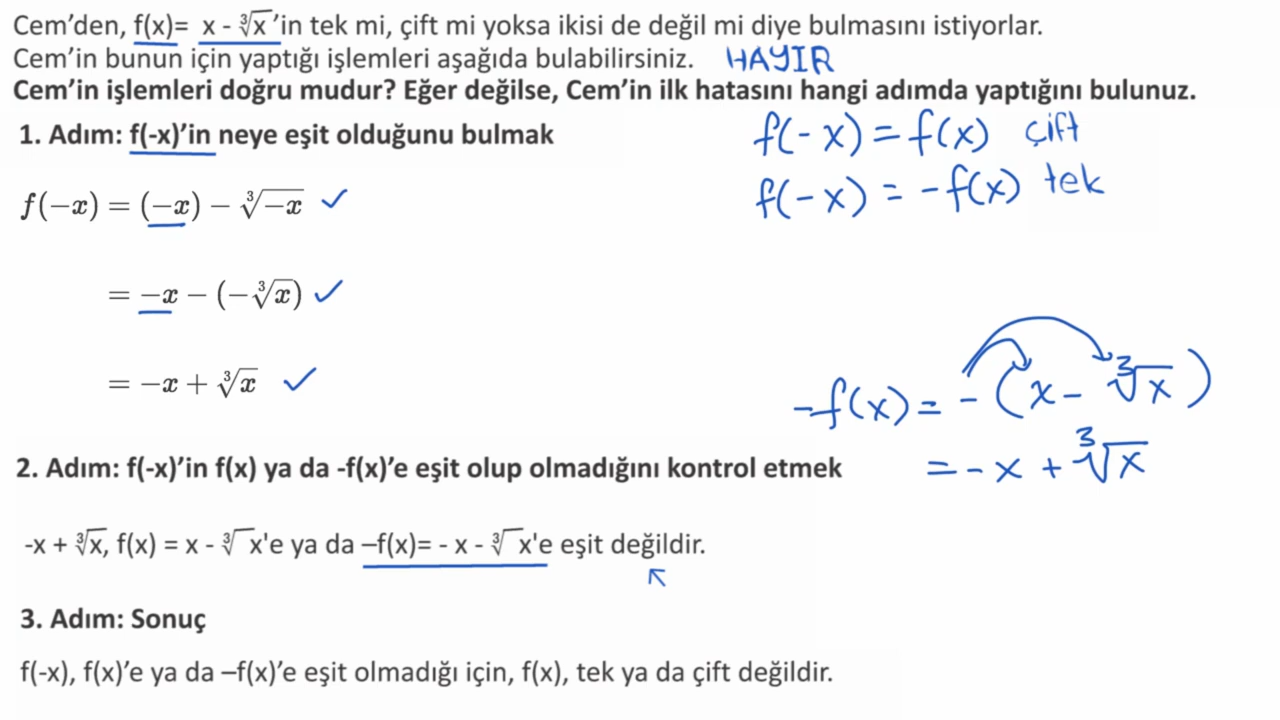 Cem’den, f(x)= x - ∛x ’in tek mi, çift mi yoksa ikisi de değil mi diye bulmasını istiyorlar.
Cem’in bunun için yaptığı işlemleri aşağıda bulabilirsiniz. HAYIR
Cem’in işlemleri doğru mudur? Eğer değilse, Cem’in ilk hatasını hangi adımda yaptığını bulunuz.
1. Adım: f(-x)’in neye eşit olduğunu bulmak
f(-x) = f(x) çift
f(-x) = -f(x) tek
f(−x) = (−x) − ∛−x ✓
= −x − (−∛x) ✓
= −x + ∛x ✓
-f(x) = - (x - ∛x)
= - x + ∛x
2. Adım: f(-x)’in f(x) ya da -f(x)’e eşit olup olmadığını kontrol etmek
-x + ∛x, f(x) = x - ∛ x'e ya da –f(x)= - x - ∛ x'e eşit değildir.
3. Adım: Sonuç
f(-x), f(x)’e ya da –f(x)’e eşit olmadığı için, f(x), tek ya da çift değildir.